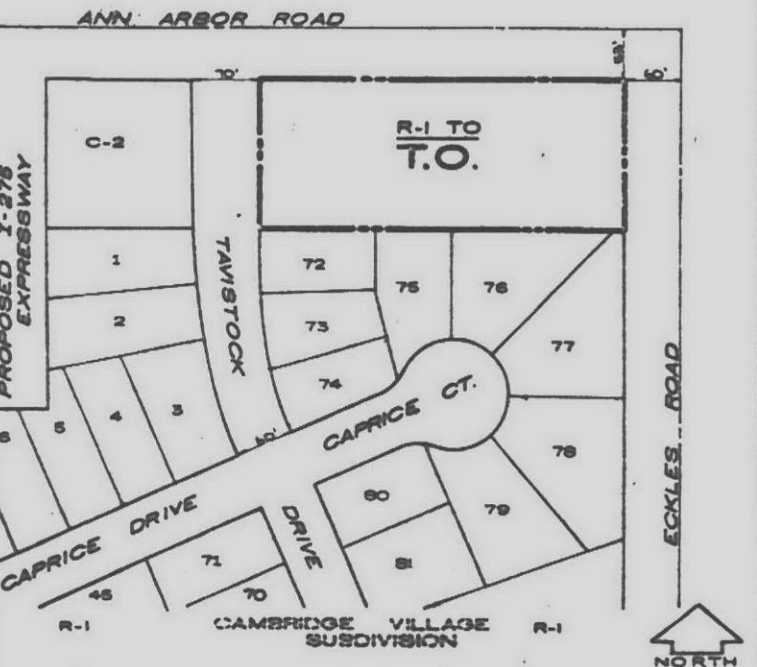 ANN ARBOR ROAD
70'
60'
C-2
R-1 TO
T.O.
PROPOSED I-275
EXPRESSWAY
TAVISTOCK
1
2
72
73
74
75
76
77
78
6
5
4
3
60'
CAPRICE CT.
CAPRICE DRIVE
DRIVE
80
81
79
ECKLES ROAD
71
70
45
R-1
CAMBRIDGE VILLAGE
SUBDIVISION
R-1
NORTH